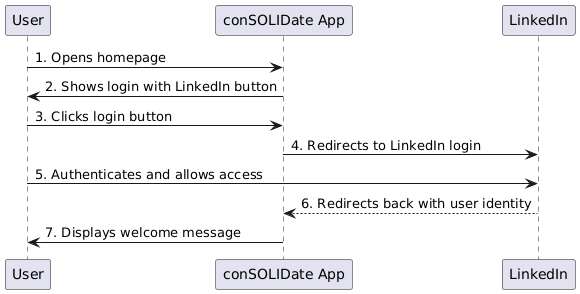 User
conSOLIDate App
LinkedIn
1. Opens homepage
2. Shows login with LinkedIn button
3. Clicks login button
4. Redirects to LinkedIn login
5. Authenticates and allows access
6. Redirects back with user identity
7. Displays welcome message
User
conSOLIDate App
LinkedIn